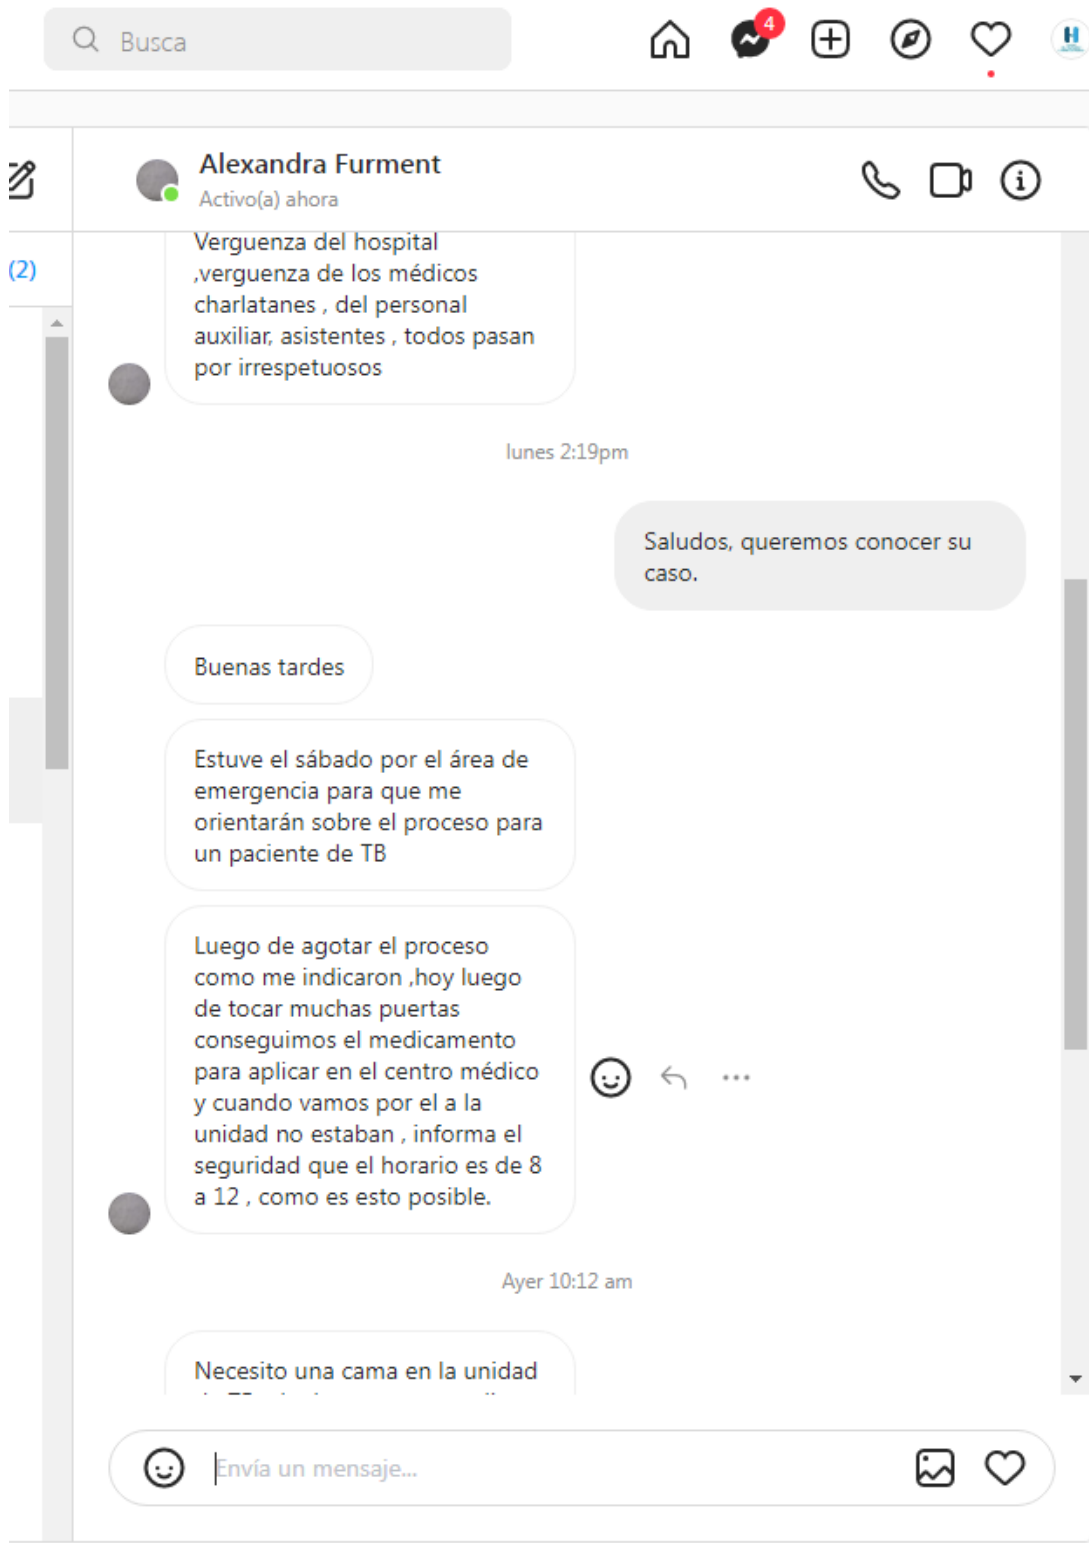 Busca
4
H
Alexandra Furment
Activo(a) ahora
(2)
Verguenza del hospital
,verguenza de los médicos
charlatanes , del personal
auxiliar, asistentes , todos pasan
por irrespetuosos
lunes 2:19pm
Saludos, queremos conocer su
caso.
Buenas tardes
Estuve el sábado por el área de
emergencia para que me
orientarán sobre el proceso para
un paciente de TB
Luego de agotar el proceso
como me indicaron ,hoy luego
de tocar muchas puertas
conseguimos el medicamento
para aplicar en el centro médico
y cuando vamos por el a la
unidad no estaban , informa el
seguridad que el horario es de 8
a 12 , como es esto posible.
Ayer 10:12 am
Necesito una cama en la unidad
Envía un mensaje...